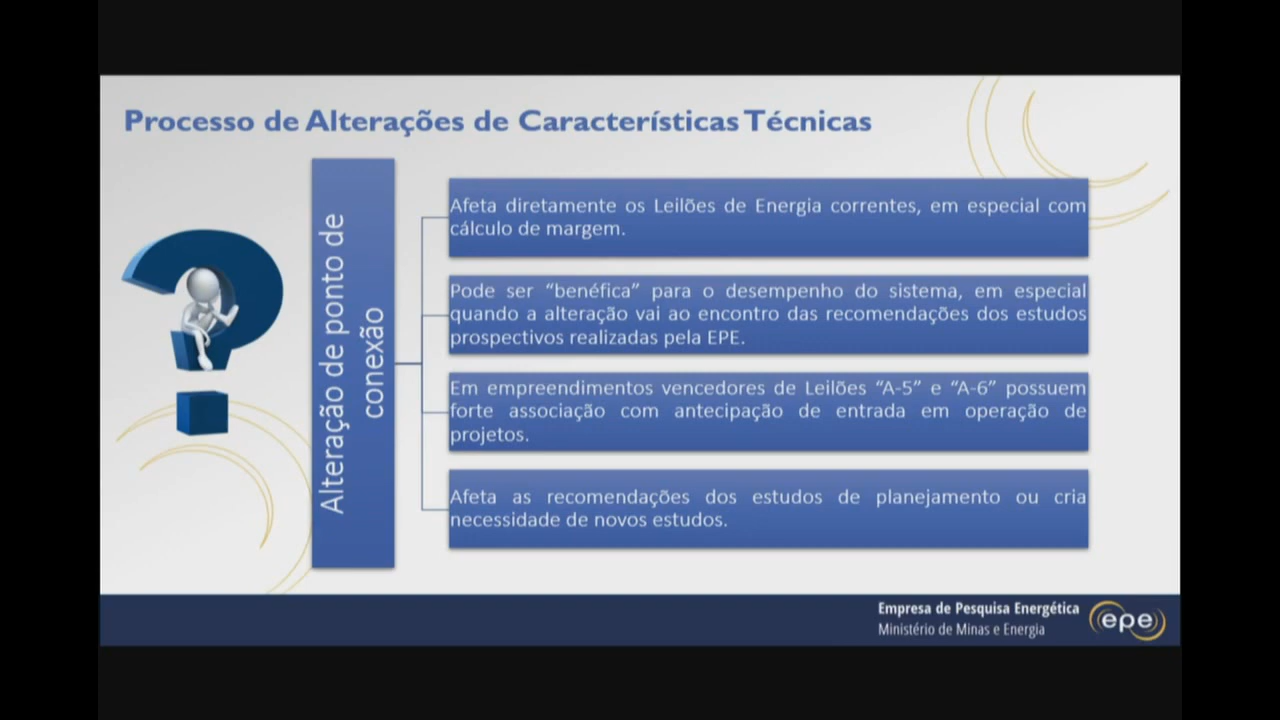 Processo de Alterações de Características Técnicas
Alteração de ponto de
conexão
Afeta diretamente os Leilões de Energia correntes, em especial com
cálculo de margem.
Pode ser “benéfica” para o desempenho do sistema, em especial
quando a alteração vai ao encontro das recomendações dos estudos
prospectivos realizadas pela EPE.
Em empreendimentos vencedores de Leilões “A-5” e “A-6” possuem
forte associação com antecipação de entrada em operação de
projetos.
Afeta as recomendações dos estudos de planejamento ou cria
necessidade de novos estudos.
Empresa de Pesquisa Energética
Ministério de Minas e Energia
epe